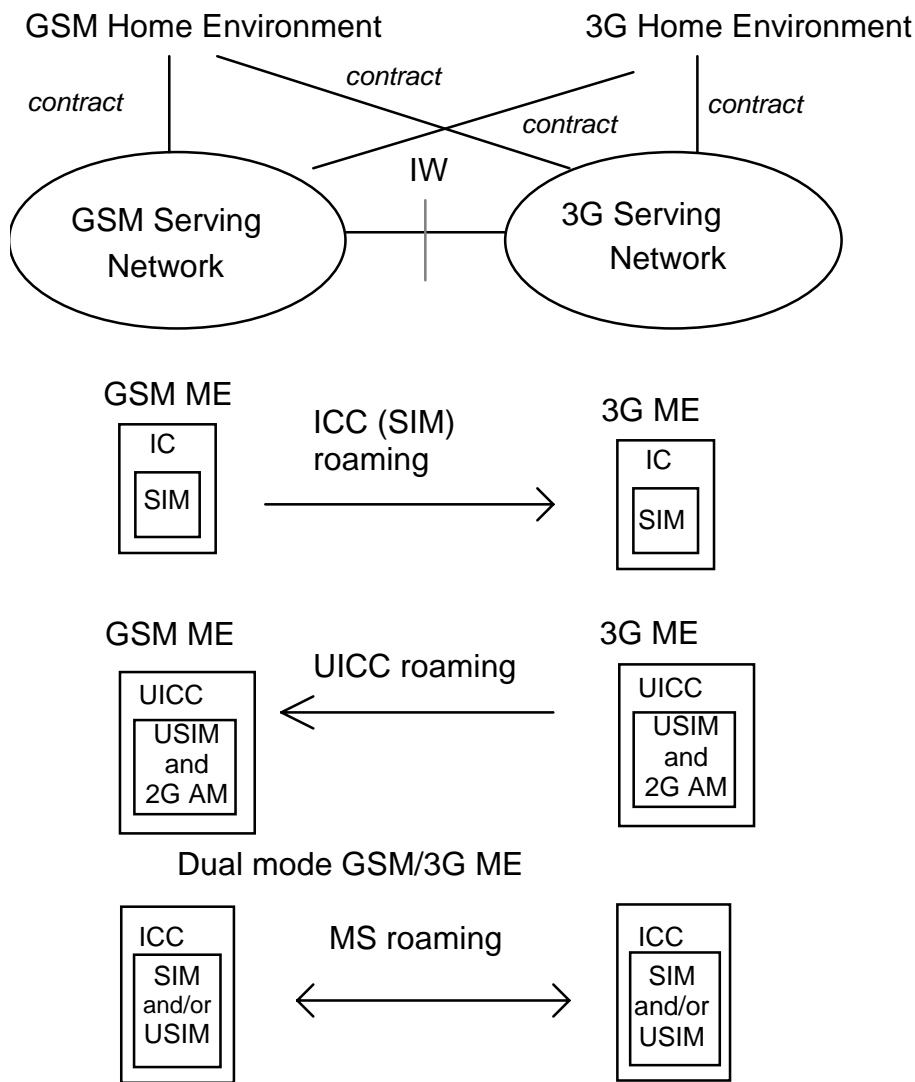 GSM Home Environment
3G Home Environment
contract
contract
contract
contract
IW
GSM Serving
Network
3G Serving
Network
GSM ME
3G ME
ICC (SIM)
roaming
IC
SIM
IC
SIM
GSM ME
3G ME
UICC roaming
UICC
USIM
and
2G AM
UICC
USIM
and
2G AM
Dual mode GSM/3G ME
MS roaming
ICC
SIM
and/or
USIM
ICC
SIM
and/or
USIM